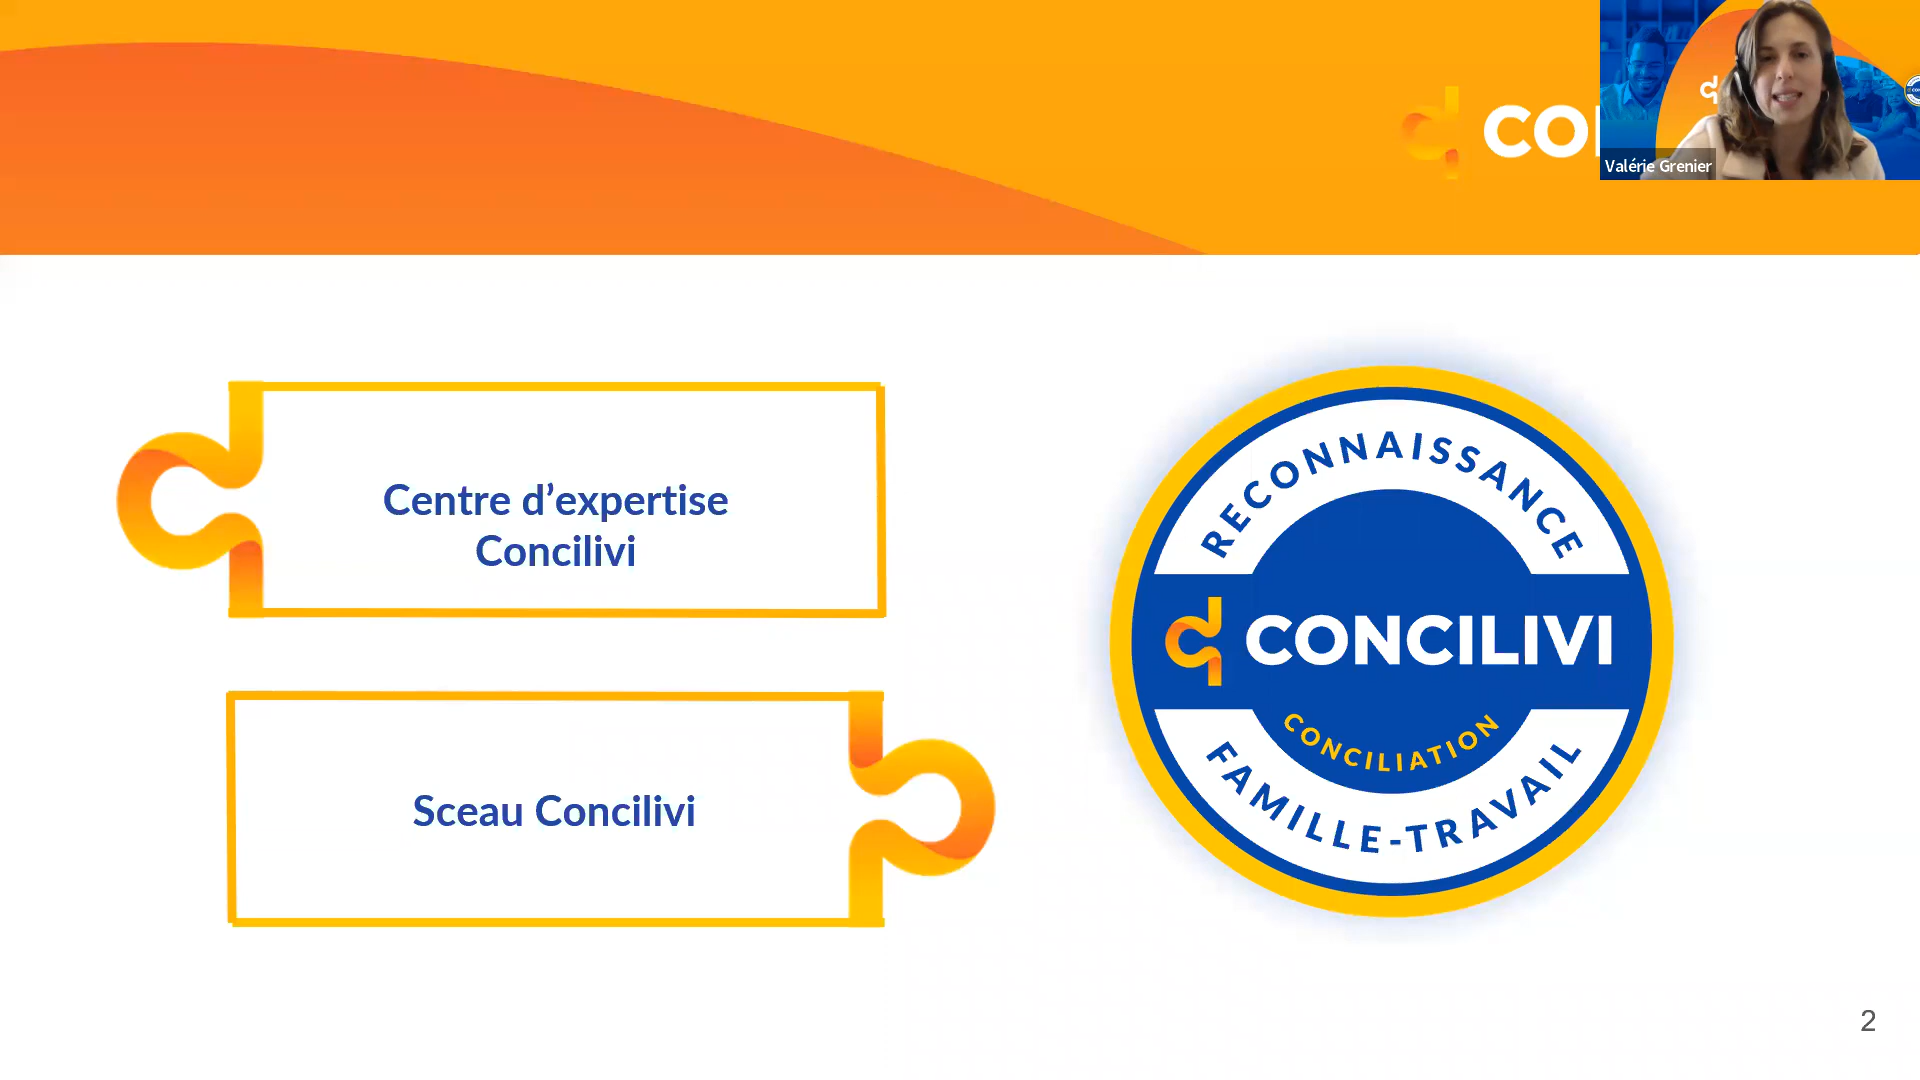 CO
Valérie Grenier
Centre d’expertise
Concilivi
Sceau Concilivi
RECONNAISSANCE
CONCILIVI
CONCILIATION
FAMILLE-TRAVAIL
2